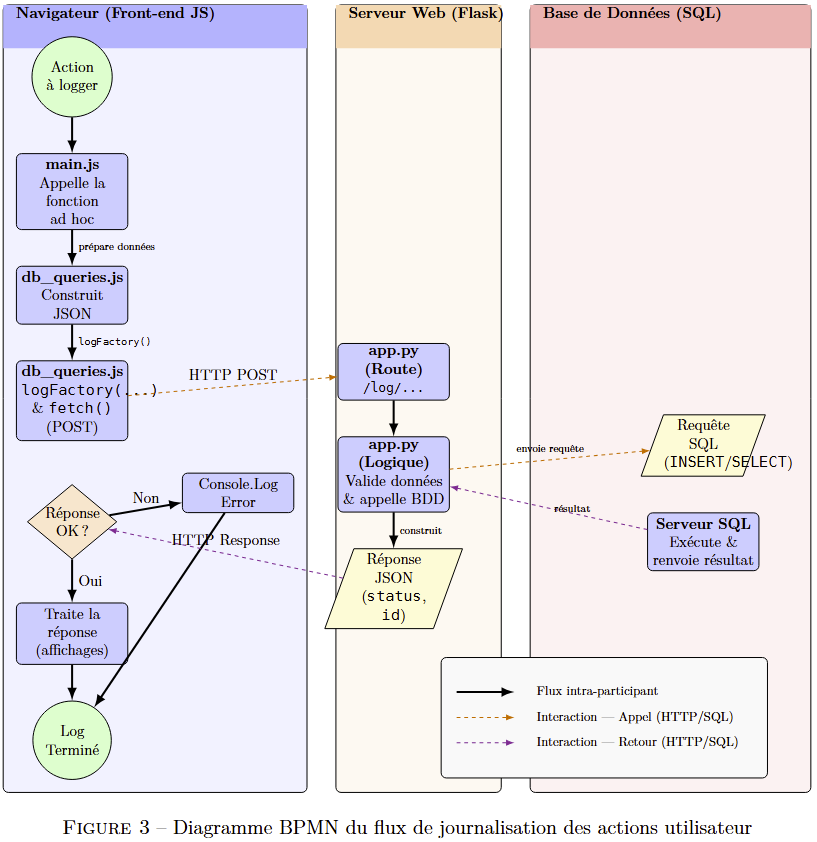 Navigateur (Front-end JS)
Serveur Web (Flask)
Base de Données (SQL)
Action
à logger
main.js
Appelle la
fonction
ad hoc
prépare données
db_queries.js
Construit
JSON
logFactory()
db_queries.js
logFactory(...)
& fetch()
(POST)
HTTP POST
app.py
(Route)
/log/...
app.py
(Logique)
Valide données
& appelle BDD
envoie requête
Requête
SQL
(INSERT/SELECT)
résultat
Serveur SQL
Exécute &
renvoie résultat
construit
Réponse
JSON
(status,
id)
HTTP Response
Réponse
OK ?
Non
Console.Log
Error
Oui
Traite la
réponse
(affichages)
Log
Terminé
Flux intra-participant
Interaction — Appel (HTTP/SQL)
Interaction — Retour (HTTP/SQL)
FIGURE 3 – Diagramme BPMN du flux de journalisation des actions utilisateur